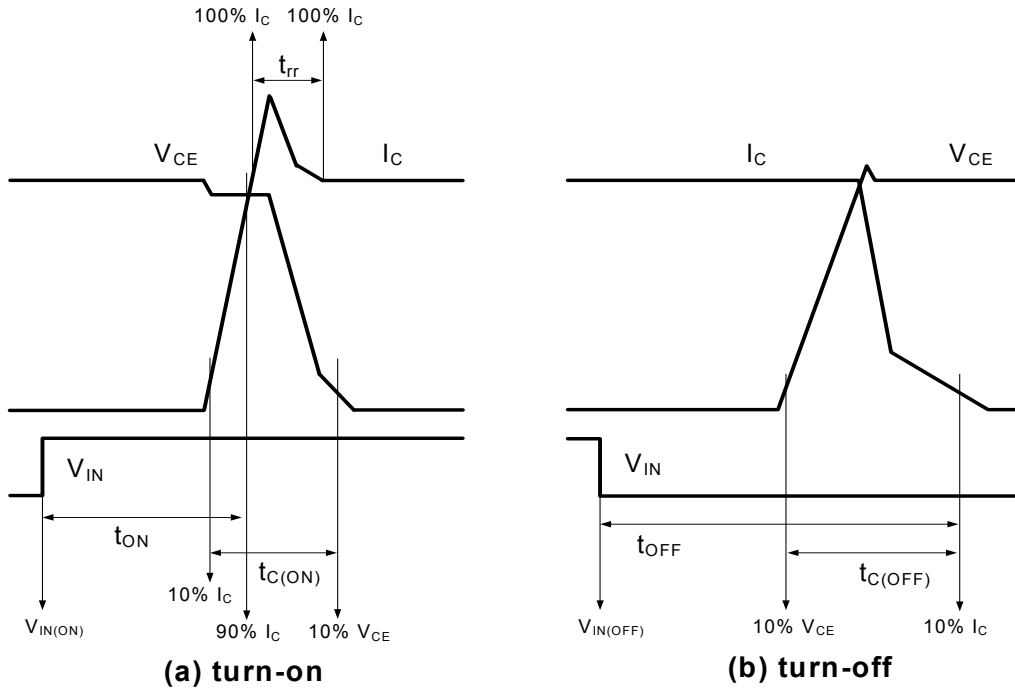 100% I_C 100% I_C
t_rr
V_CE I_C
I_C V_CE
V_IN
V_IN
t_ON
t_OFF
t_C(ON)
t_C(OFF)
10% I_C
V_IN(ON)
90% I_C 10% V_CE
V_IN(OFF)
10% V_CE 10% I_C
(a) turn-on
(b) turn-off